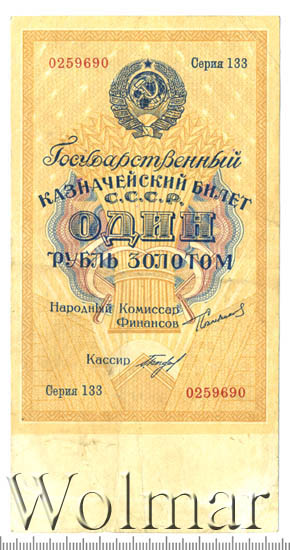 0259690 Серия 133
Государственный
КАЗНАЧЕЙСКИЙ БИЛЕТ
С.С.С.Р.
ОДИН
РУБЛЬ ЗОЛОТОМ
Народный Комиссар
Финансов
Кассир
Серия 133 0259690
Wolmar